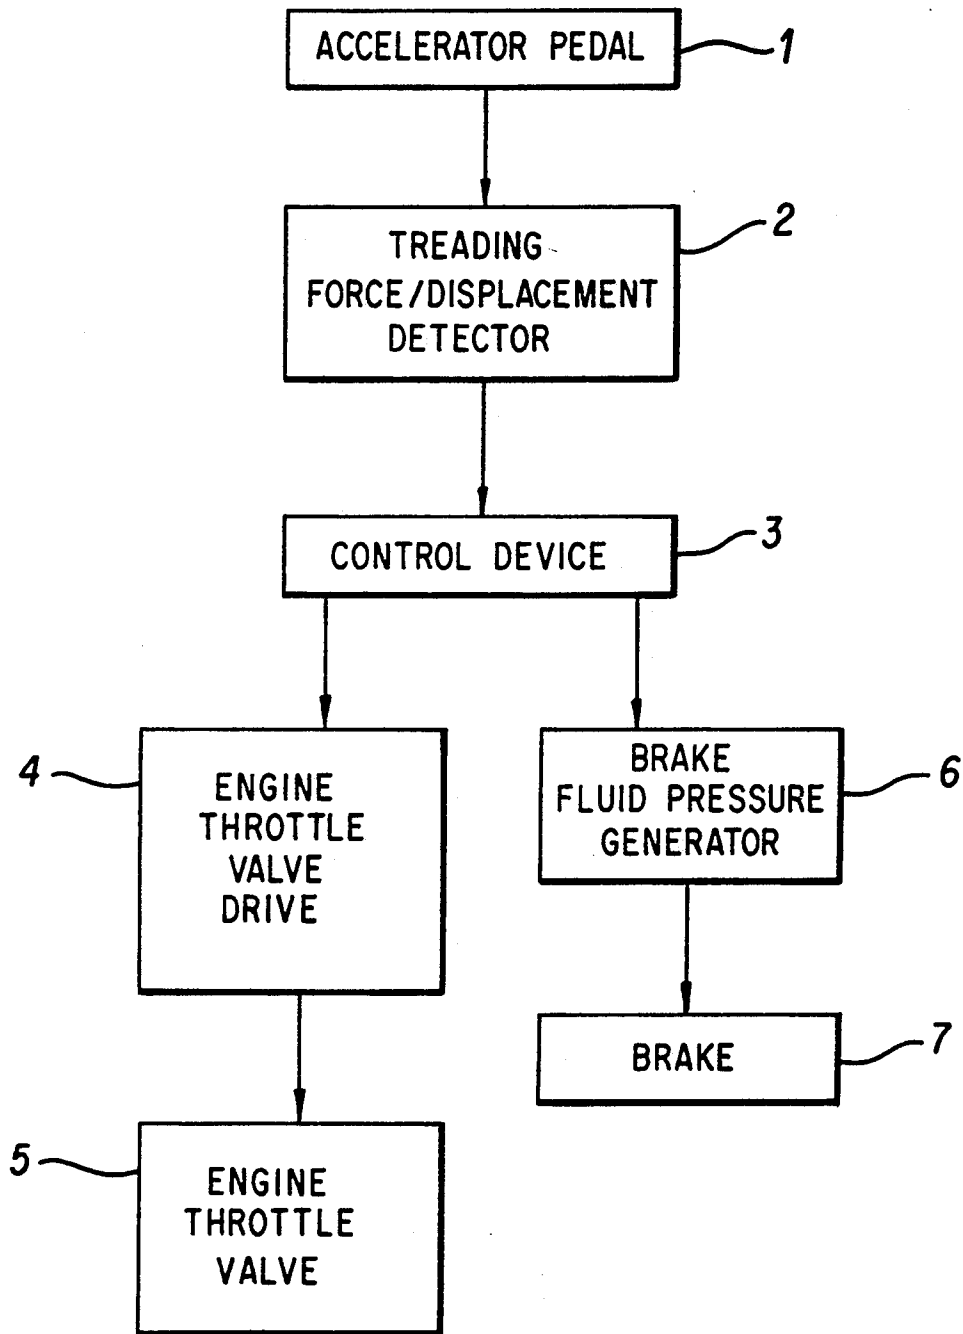 ACCELERATOR PEDAL
1
TREADING
FORCE/DISPLACEMENT
DETECTOR
2
CONTROL DEVICE
3
4
ENGINE
THROTTLE
VALVE
DRIVE
BRAKE
FLUID PRESSURE
GENERATOR
6
BRAKE
7
5
ENGINE
THROTTLE
VALVE